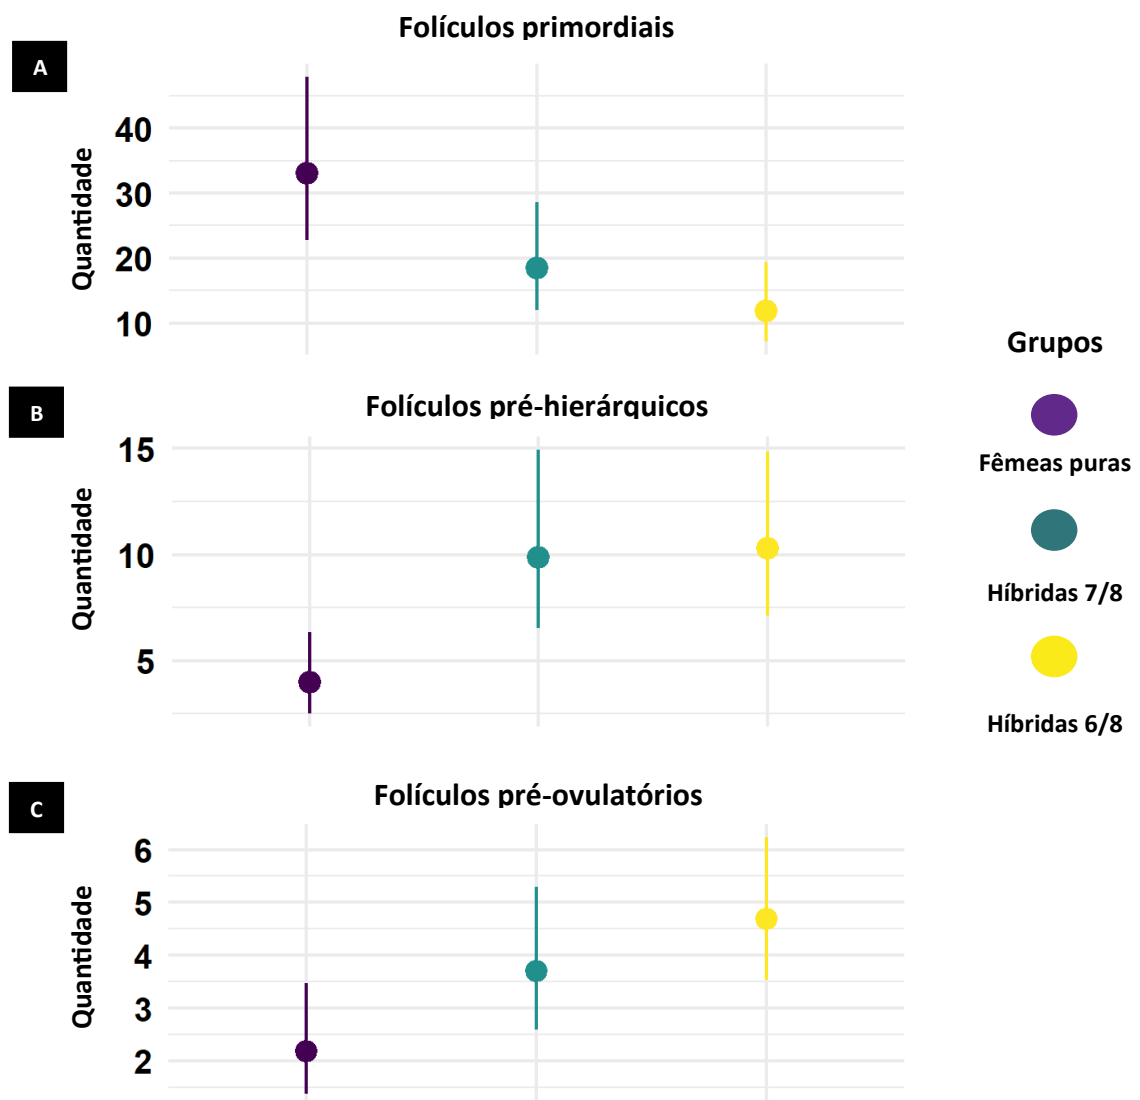 Folículos primordiais
A
Quantidade
40
30
20
10
Grupos
Fêmeas puras
Híbridas 7/8
Híbridas 6/8
B
Folículos pré-hierárquicos
Quantidade
15
10
5
C
Folículos pré-ovulatórios
Quantidade
6
5
4
3
2